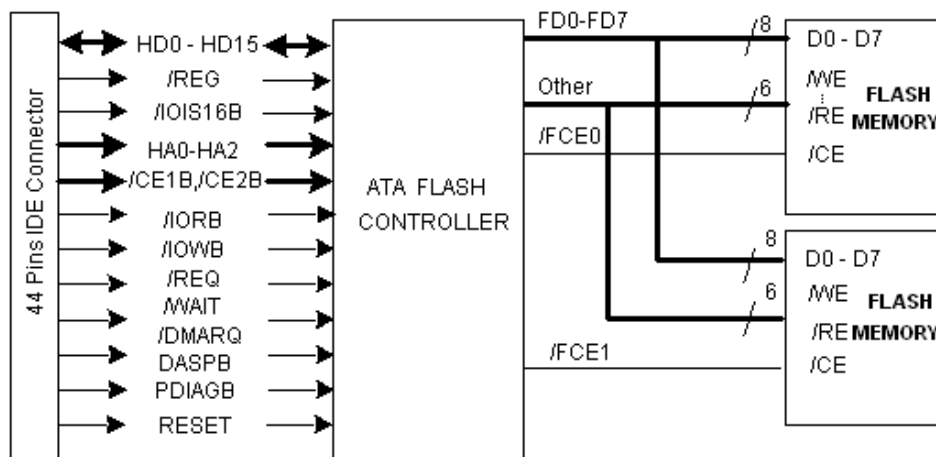 44 Pins IDE Connector
HD0 - HD15
/REG
/IOIS16B
HA0-HA2
/CE1B,/CE2B
/IORB
/IOWB
/REQ
/WAIT
/DMARQ
DASPB
PDIAGB
RESET
ATA FLASH
CONTROLLER
FD0-FD7
Other
/FCE0
/FCE1
/8
/6
D0 - D7
/WE
/RE
/CE
FLASH
MEMORY
8
6
D0 - D7
/WE
/RE
/CE
FLASH
MEMORY